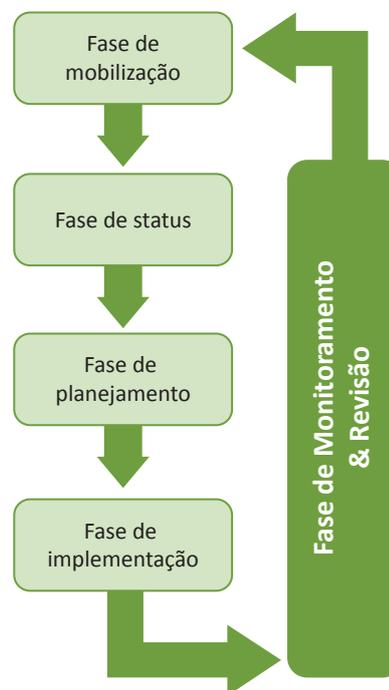 Fase de
mobilização
Fase de status
Fase de
planejamento
Fase de
implementação
Fase de Monitoramento
& Revisão